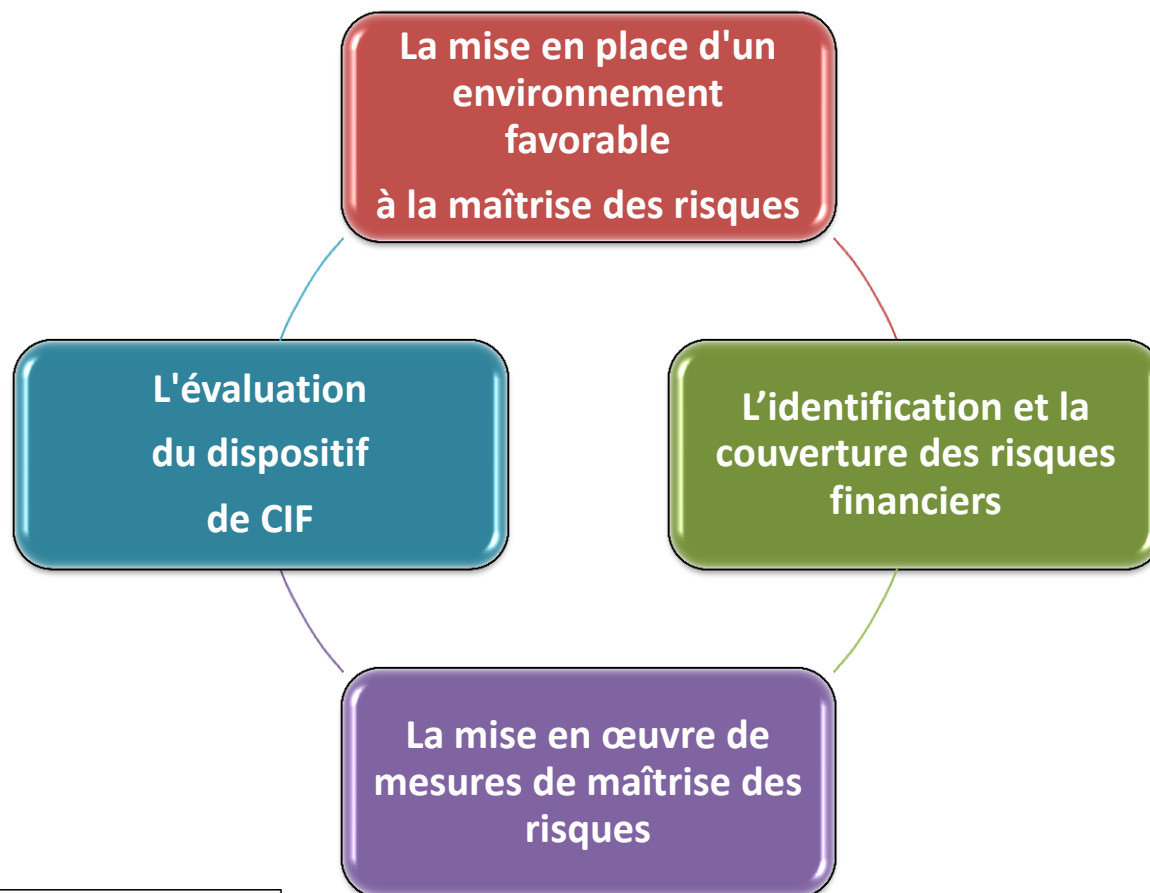 La mise en place d'un
environnement
favorable
à la maîtrise des risques
L'évaluation
du dispositif
de CIF
L’identification et la
couverture des risques
financiers
La mise en œuvre de
mesures de maîtrise des
risques